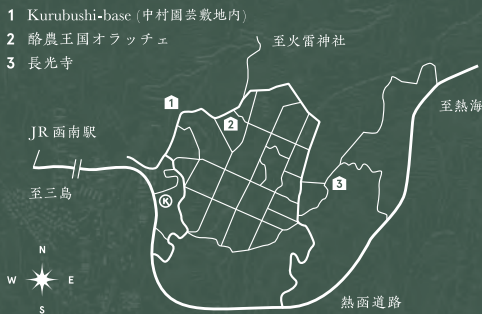 1 Kurubushi-base (中村園芸敷地内)
2 酪農王国オラッチェ
3 長光寺
至火雷神社
至熱海
1
2
JR 函南駅
3
至三島
K
N
W E
S
熱函道路